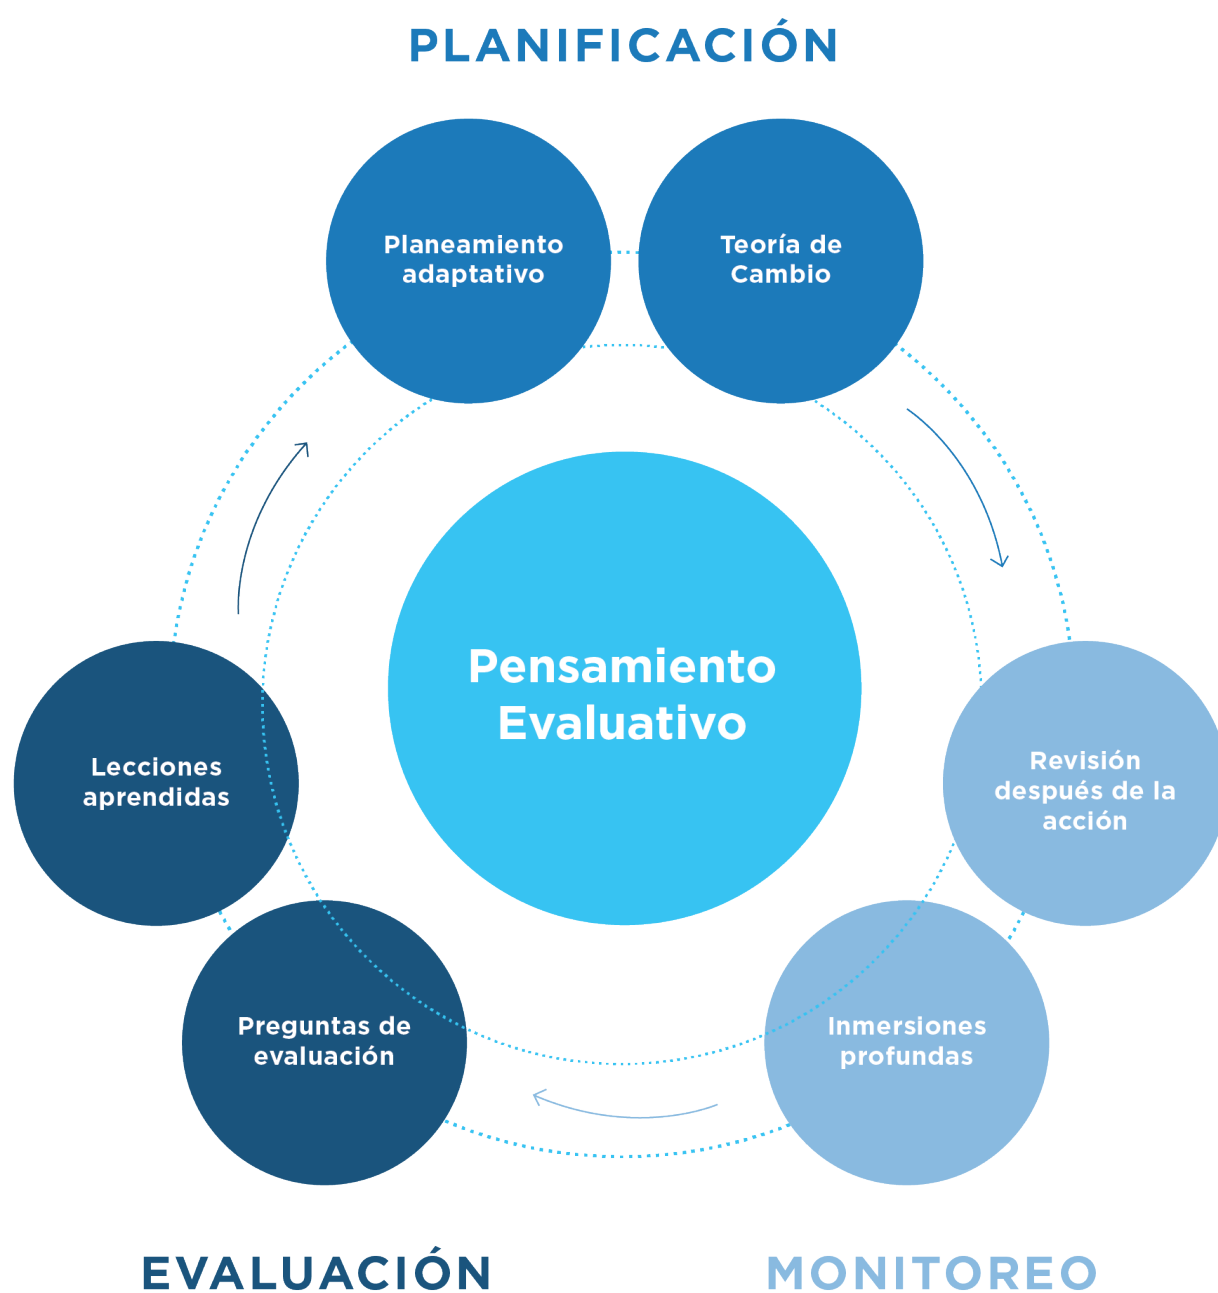 PLANIFICACIÓN
Planeamiento
adaptativo
Teoría de
Cambio
Pensamiento
Evaluativo
Lecciones
aprendidas
Revisión
después de la
acción
Preguntas de
evaluación
Inmersiones
profundas
EVALUACIÓN
MONITOREO